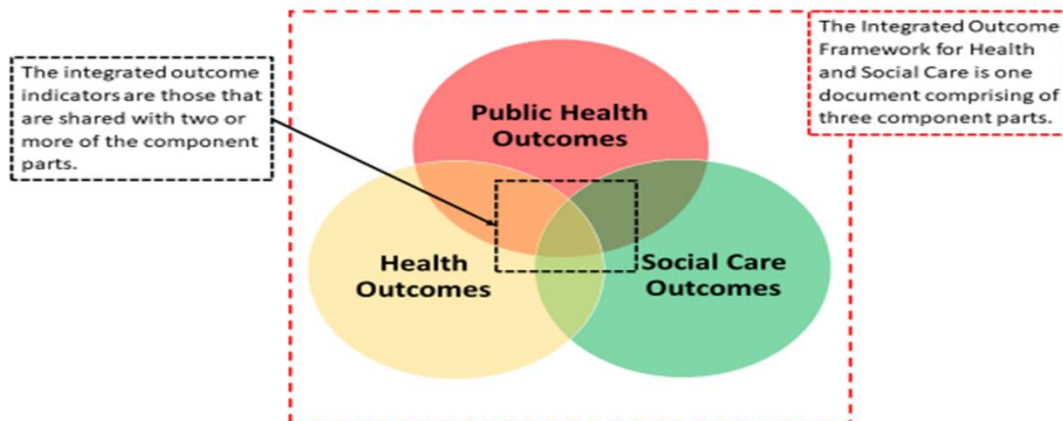 The Integrated Outcome
Framework for Health
and Social Care is one
document comprising of
three component parts.
The integrated outcome
indicators are those that
are shared with two or
more of the component
parts.
Public Health
Outcomes
Health
Outcomes
Social Care
Outcomes